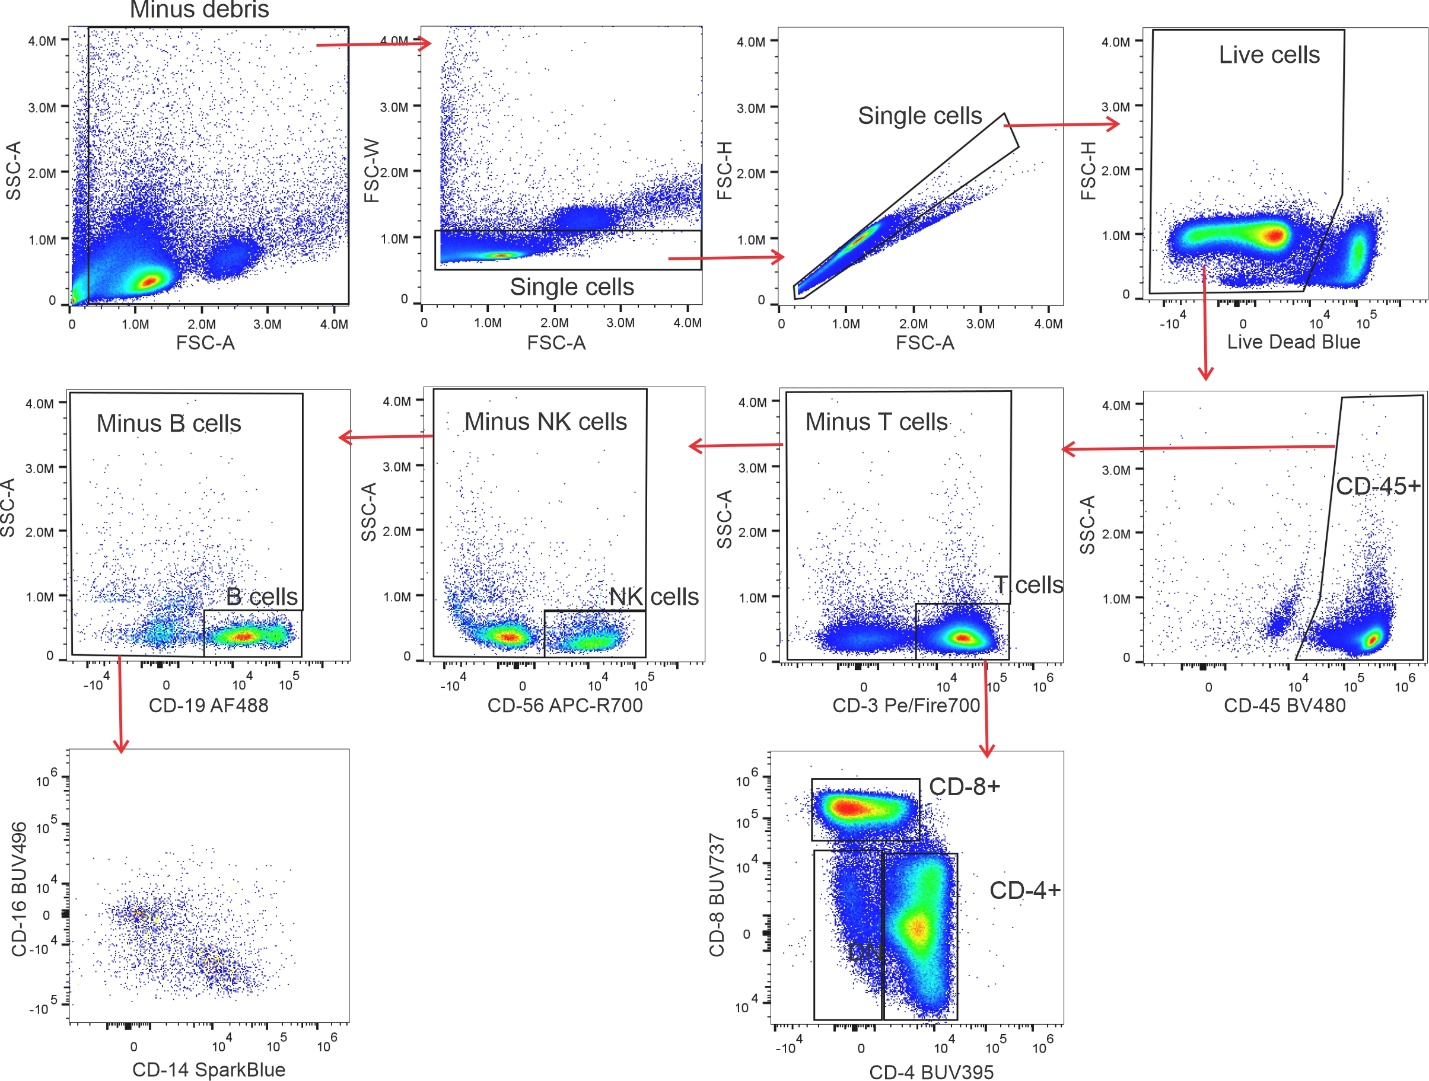 Minus debris
4.0M
3.0M
2.0M
1.0M
0
SSC-A
0
1.0M
2.0M
3.0M
4.0M
FSC-A
4.0M
3.0M
2.0M
1.0M
0
FSC-W
Single cells
0
1.0M
2.0M
3.0M
4.0M
FSC-A
4.0M
3.0M
2.0M
1.0M
0
FSC-H
Single cells
0
1.0M
2.0M
3.0M
4.0M
FSC-A
4.0M
3.0M
2.0M
1.0M
0
FSC-H
Live cells
-10^4
0
10^4
10^5
Live Dead Blue
4.0M
3.0M
2.0M
1.0M
0
SSC-A
Minus B cells
B cells
-10^4
0
10^4
10^5
CD-19 AF488
4.0M
3.0M
2.0M
1.0M
0
SSC-A
Minus NK cells
NK cells
-10^4
0
10^4
10^5
CD-56 APC-R700
4.0M
3.0M
2.0M
1.0M
0
SSC-A
Minus T cells
T cells
0
10^4
10^5
10^6
CD-3 Pe/Fire700
4.0M
3.0M
2.0M
1.0M
0
SSC-A
CD-45+
0
10^4
10^5
10^6
CD-45 BV480
10^6
10^5
10^4
0
-10^4
-10^5
CD-16 BUV496
0
10^4
10^5
10^6
CD-14 SparkBlue
10^6
10^5
10^4
0
10^4
CD-8 BUV737
CD-8+
CD-4+
DN
-10^4
0
10^4
10^5
10^6
CD-4 BUV395